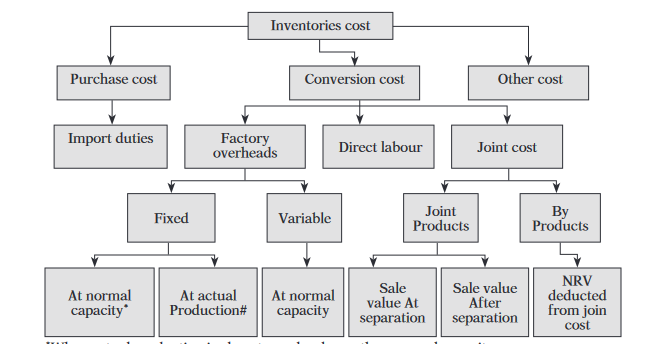 Inventories cost
Purchase cost
Conversion cost
Other cost
Import duties
Factory
overheads
Direct labour
Joint cost
Fixed
Variable
Joint
Products
By
Products
At normal
capacity*
At actual
Production#
At normal
capacity
Sale
value At
separation
Sale value
After
separation
NRV
deducted
from join
cost